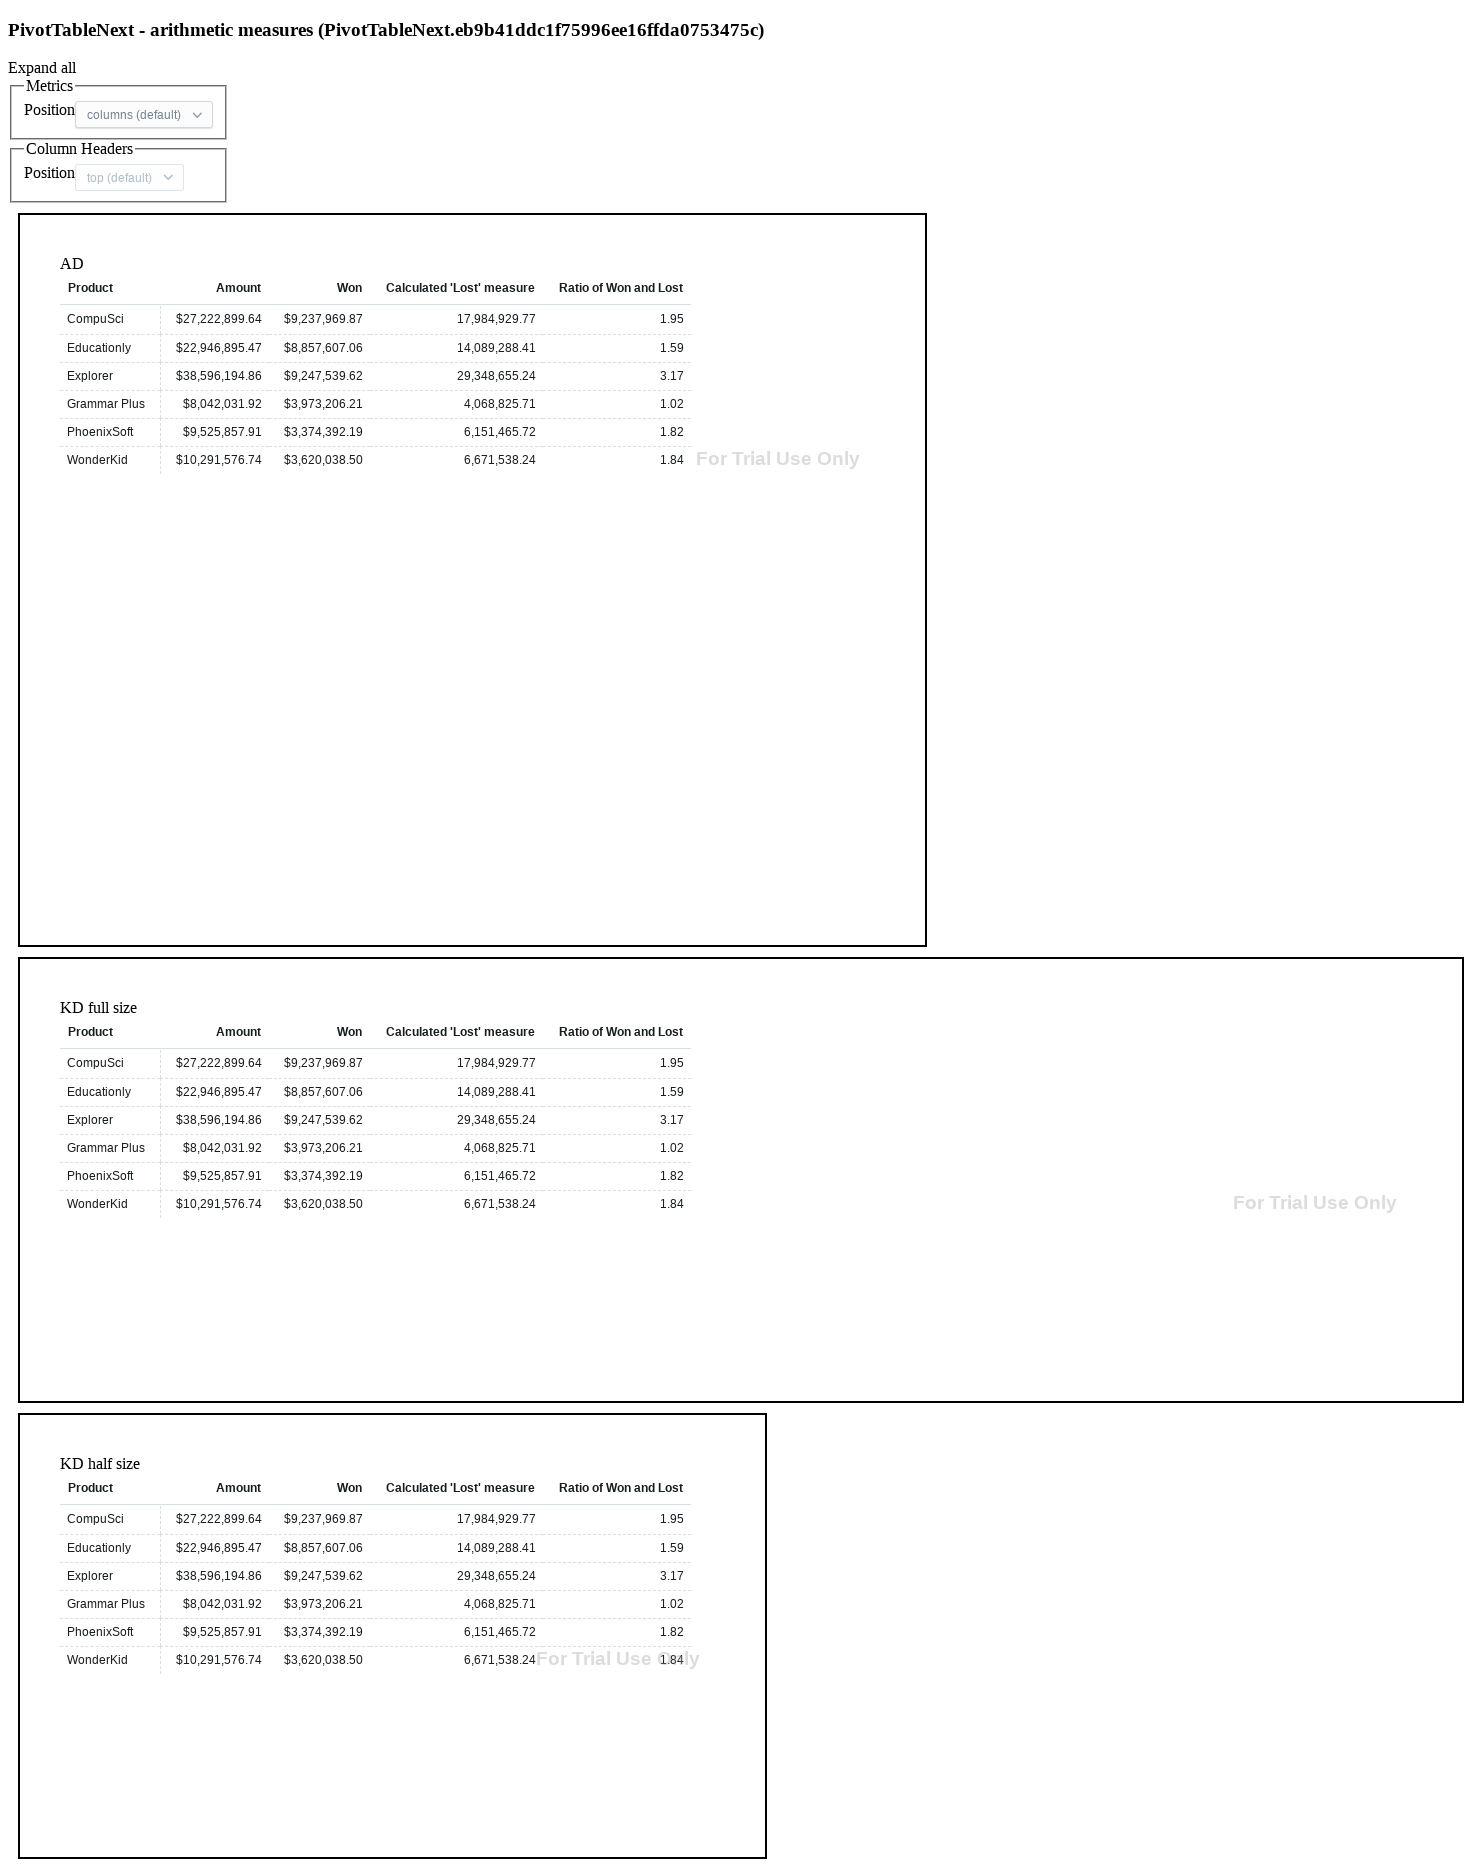 PivotTableNext - arithmetic measures (PivotTableNext.eb9b41ddc1f75996ee16ffda0753475c)
Expand all
Metrics
Position columns (default)
Column Headers
Position top (default)
AD
Product Amount Won Calculated 'Lost' measure Ratio of Won and Lost
CompuSci $27,222,899.64 $9,237,969.87 17,984,929.77 1.95
Educationly $22,946,895.47 $8,857,607.06 14,089,288.41 1.59
Explorer $38,596,194.86 $9,247,539.62 29,348,655.24 3.17
Grammar Plus $8,042,031.92 $3,973,206.21 4,068,825.71 1.02
PhoenixSoft $9,525,857.91 $3,374,392.19 6,151,465.72 1.82
WonderKid $10,291,576.74 $3,620,038.50 6,671,538.24 1.84
For Trial Use Only
KD full size
Product Amount Won Calculated 'Lost' measure Ratio of Won and Lost
CompuSci $27,222,899.64 $9,237,969.87 17,984,929.77 1.95
Educationly $22,946,895.47 $8,857,607.06 14,089,288.41 1.59
Explorer $38,596,194.86 $9,247,539.62 29,348,655.24 3.17
Grammar Plus $8,042,031.92 $3,973,206.21 4,068,825.71 1.02
PhoenixSoft $9,525,857.91 $3,374,392.19 6,151,465.72 1.82
WonderKid $10,291,576.74 $3,620,038.50 6,671,538.24 1.84
For Trial Use Only
KD half size
Product Amount Won Calculated 'Lost' measure Ratio of Won and Lost
CompuSci $27,222,899.64 $9,237,969.87 17,984,929.77 1.95
Educationly $22,946,895.47 $8,857,607.06 14,089,288.41 1.59
Explorer $38,596,194.86 $9,247,539.62 29,348,655.24 3.17
Grammar Plus $8,042,031.92 $3,973,206.21 4,068,825.71 1.02
PhoenixSoft $9,525,857.91 $3,374,392.19 6,151,465.72 1.82
WonderKid $10,291,576.74 $3,620,038.50 6,671,538.24 1.84
For Trial Use Only